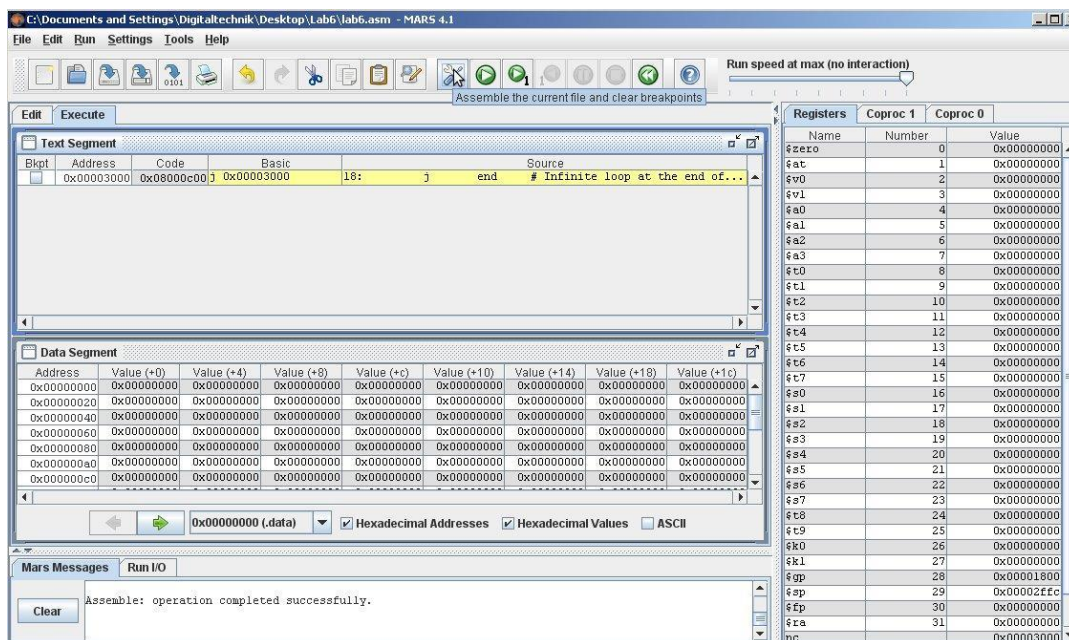 C:\Documents and Settings\Digitaltechnik\Desktop\Lab6\lab6.asm - MARS 4.1
File Edit Run Settings Tools Help
Run speed at max (no interaction)
Assemble the current file and clear breakpoints
Edit Execute
Text Segment
Bkpt Address Code Basic Source
0x00003000 0x08000c00 j 0x00003000 18: j end # Infinite loop at the end of...
Data Segment
Address Value (+0) Value (+4) Value (+8) Value (+c) Value (+10) Value (+14) Value (+18) Value (+1c)
0x00000000 0x00000000 0x00000000 0x00000000 0x00000000 0x00000000 0x00000000 0x00000000 0x00000000
0x00000020 0x00000000 0x00000000 0x00000000 0x00000000 0x00000000 0x00000000 0x00000000 0x00000000
0x00000040 0x00000000 0x00000000 0x00000000 0x00000000 0x00000000 0x00000000 0x00000000 0x00000000
0x00000060 0x00000000 0x00000000 0x00000000 0x00000000 0x00000000 0x00000000 0x00000000 0x00000000
0x00000080 0x00000000 0x00000000 0x00000000 0x00000000 0x00000000 0x00000000 0x00000000 0x00000000
0x000000a0 0x00000000 0x00000000 0x00000000 0x00000000 0x00000000 0x00000000 0x00000000 0x00000000
0x000000c0 0x00000000 0x00000000 0x00000000 0x00000000 0x00000000 0x00000000 0x00000000 0x00000000
0x00000000 (.data) Hexadecimal Addresses Hexadecimal Values ASCII
Mars Messages Run I/O
Clear
Assemble: operation completed successfully.
Registers Coproc 1 Coproc 0
Name Number Value
$zero 0 0x00000000
$at 1 0x00000000
$v0 2 0x00000000
$v1 3 0x00000000
$a0 4 0x00000000
$a1 5 0x00000000
$a2 6 0x00000000
$a3 7 0x00000000
$t0 8 0x00000000
$t1 9 0x00000000
$t2 10 0x00000000
$t3 11 0x00000000
$t4 12 0x00000000
$t5 13 0x00000000
$t6 14 0x00000000
$t7 15 0x00000000
$s0 16 0x00000000
$s1 17 0x00000000
$s2 18 0x00000000
$s3 19 0x00000000
$s4 20 0x00000000
$s5 21 0x00000000
$s6 22 0x00000000
$s7 23 0x00000000
$t8 24 0x00000000
$t9 25 0x00000000
$k0 26 0x00000000
$k1 27 0x00000000
$gp 28 0x00001800
$sp 29 0x00002ffc
$fp 30 0x00000000
$ra 31 0x00000000
pc 0x00003000